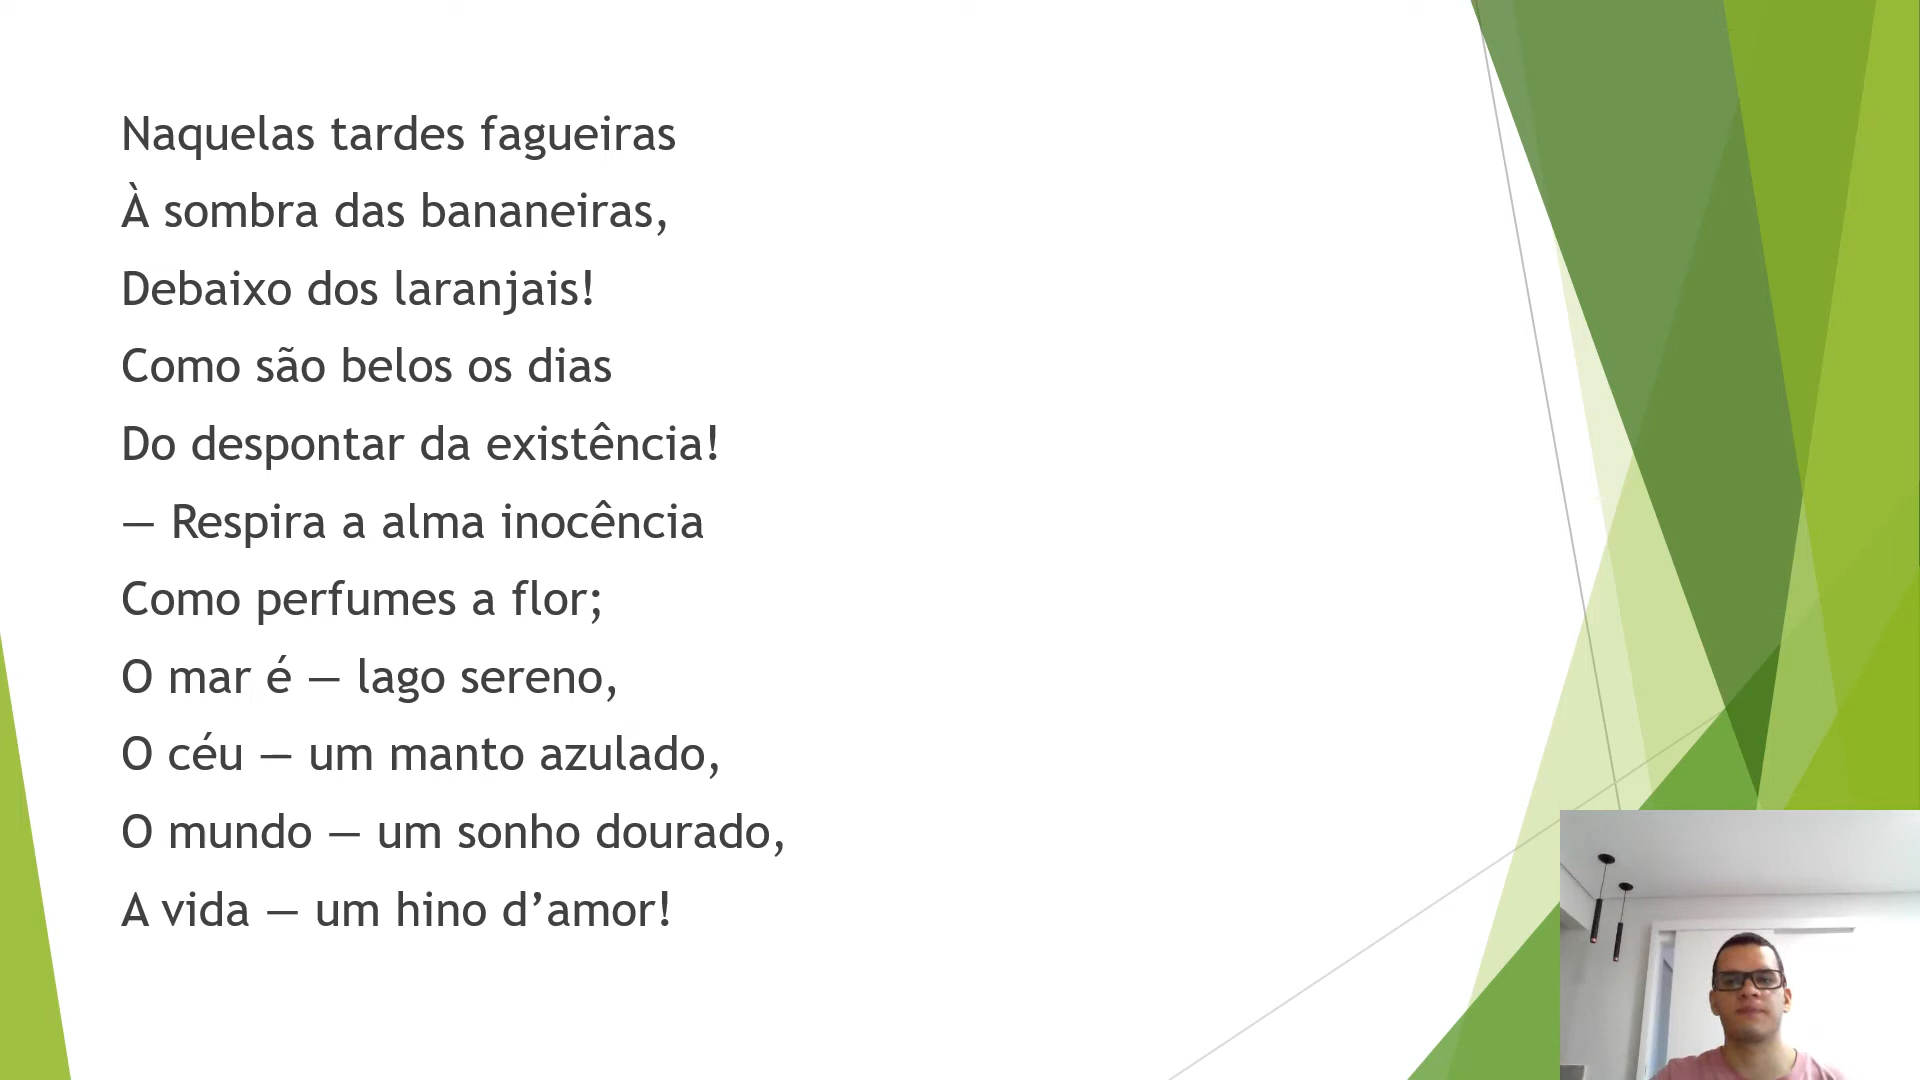 Naquelas tardes fagueiras
À sombra das bananeiras,
Debaixo dos laranjais!
Como são belos os dias
Do despontar da existência!
— Respira a alma inocência
Como perfumes a flor;
O mar é — lago sereno,
O céu — um manto azulado,
O mundo — um sonho dourado,
A vida — um hino d’amor!